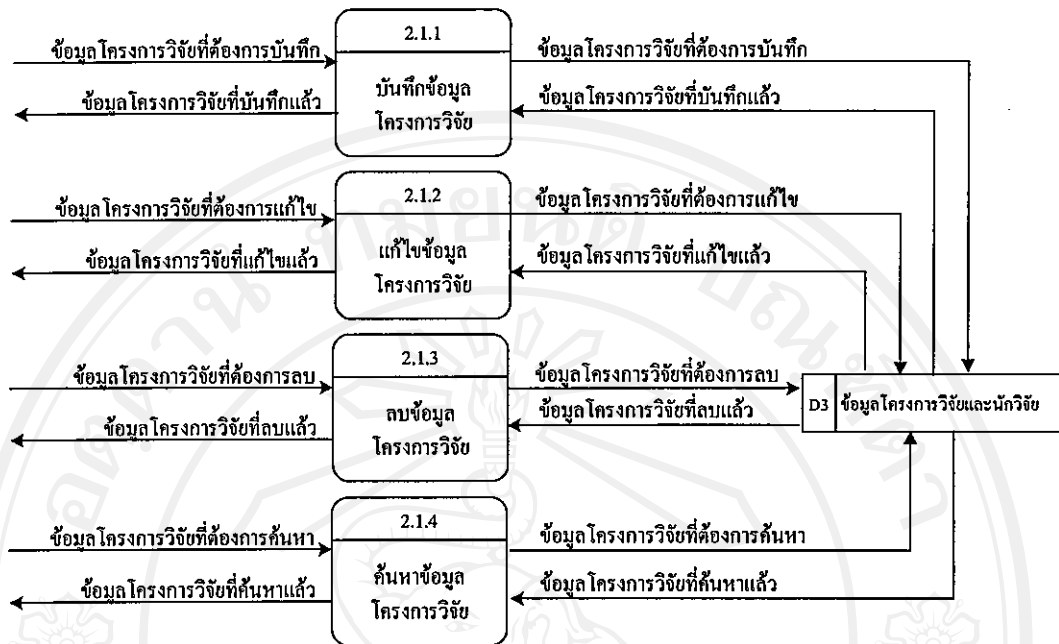 2.1.1
ข้อมูลโครงการวิจัยที่ต้องการบันทึก
ข้อมูลโครงการวิจัยที่ต้องการบันทึก
บันทึกข้อมูล
โครงการวิจัย
ข้อมูลโครงการวิจัยที่บันทึกแล้ว
ข้อมูลโครงการวิจัยที่บันทึกแล้ว
2.1.2
ข้อมูลโครงการวิจัยที่ต้องการแก้ไข
ข้อมูลโครงการวิจัยที่ต้องการแก้ไข
แก้ไขข้อมูล
โครงการวิจัย
ข้อมูลโครงการวิจัยที่แก้ไขแล้ว
ข้อมูลโครงการวิจัยที่แก้ไขแล้ว
2.1.3
ข้อมูลโครงการวิจัยที่ต้องการลบ
ข้อมูลโครงการวิจัยที่ต้องการลบ
ลบข้อมูล
โครงการวิจัย
ข้อมูลโครงการวิจัยที่ลบแล้ว
ข้อมูลโครงการวิจัยที่ลบแล้ว
D3 ข้อมูลโครงการวิจัยและนักวิจัย
2.1.4
ข้อมูลโครงการวิจัยที่ต้องการค้นหา
ข้อมูลโครงการวิจัยที่ต้องการค้นหา
ค้นหาข้อมูล
โครงการวิจัย
ข้อมูลโครงการวิจัยที่ค้นหาแล้ว
ข้อมูลโครงการวิจัยที่ค้นหาแล้ว